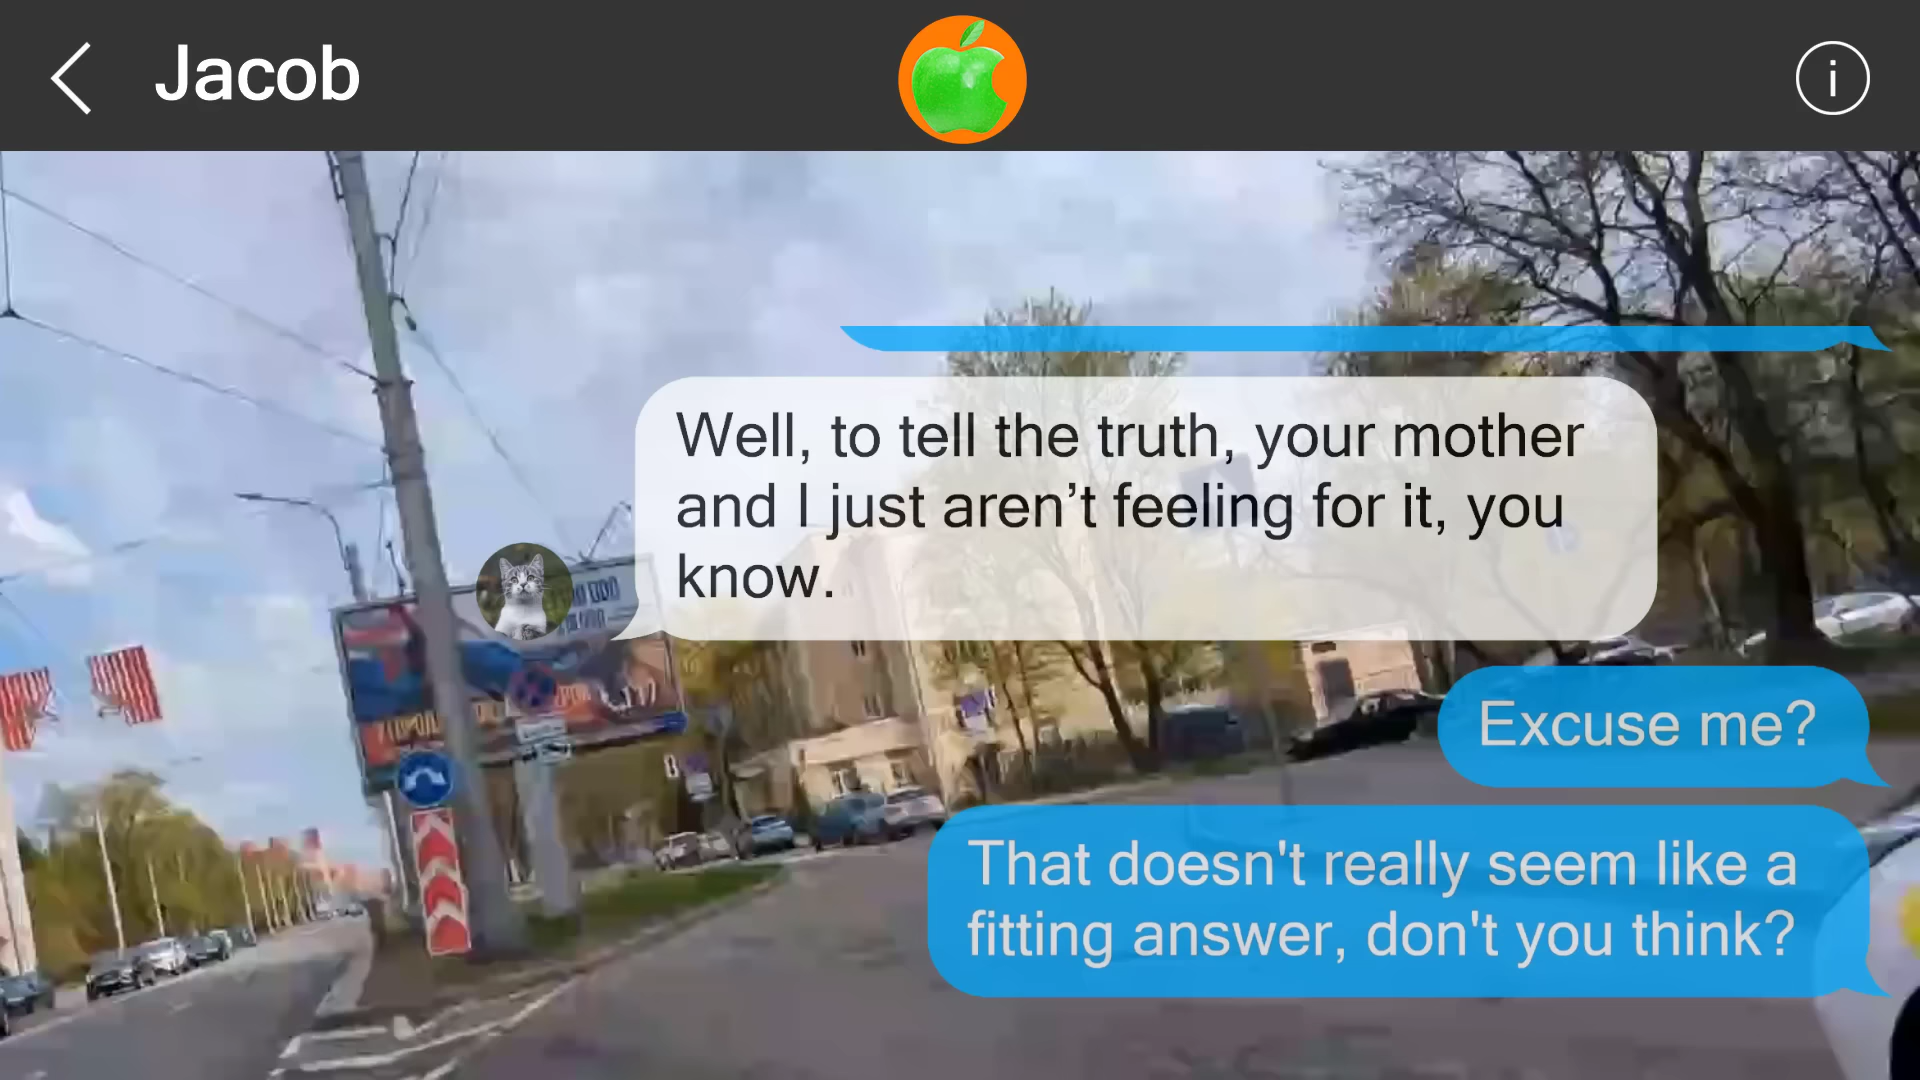 Jacob
i
Well, to tell the truth, your mother
and I just aren’t feeling for it, you
know.
Excuse me?
That doesn't really seem like a
fitting answer, don't you think?